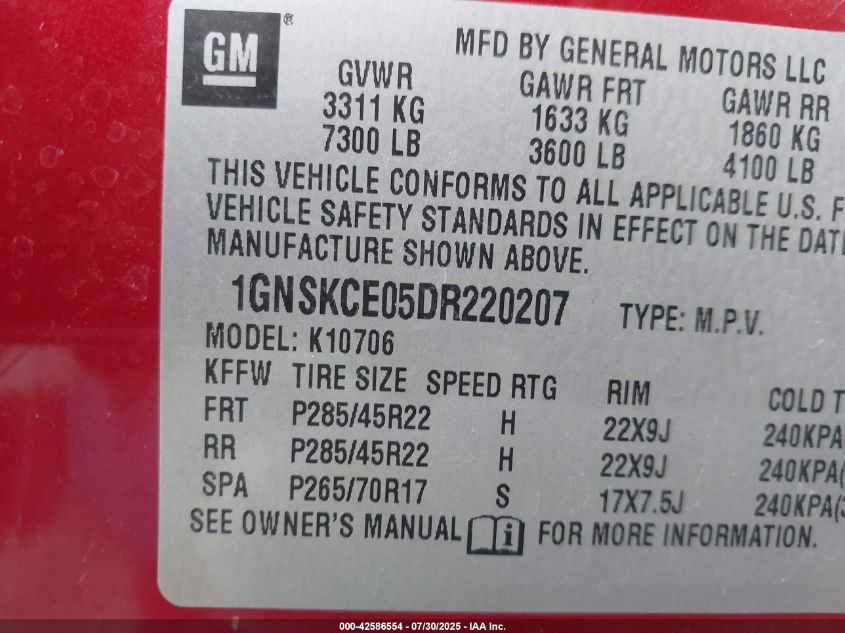 GM ®
MFD BY GENERAL MOTORS LLC
GVWR GAWR FRT GAWR RR
3311 KG 1633 KG 1860 KG
7300 LB 3600 LB 4100 LB
THIS VEHICLE CONFORMS TO ALL APPLICABLE U.S. F
VEHICLE SAFETY STANDARDS IN EFFECT ON THE DATE
MANUFACTURE SHOWN ABOVE.
1GNSKCE05DR220207 TYPE: M.P.V.
MODEL: K10706
KFFW TIRE SIZE SPEED RTG RIM COLD T
FRT P285/45R22 H 22X9J 240KPA
RR P285/45R22 H 22X9J 240KPA(
SPA P265/70R17 S 17X7.5J 240KPA(3
SEE OWNER'S MANUAL i FOR MORE INFORMATION.
000-42586554 - 07/30/2025 - IAA Inc.